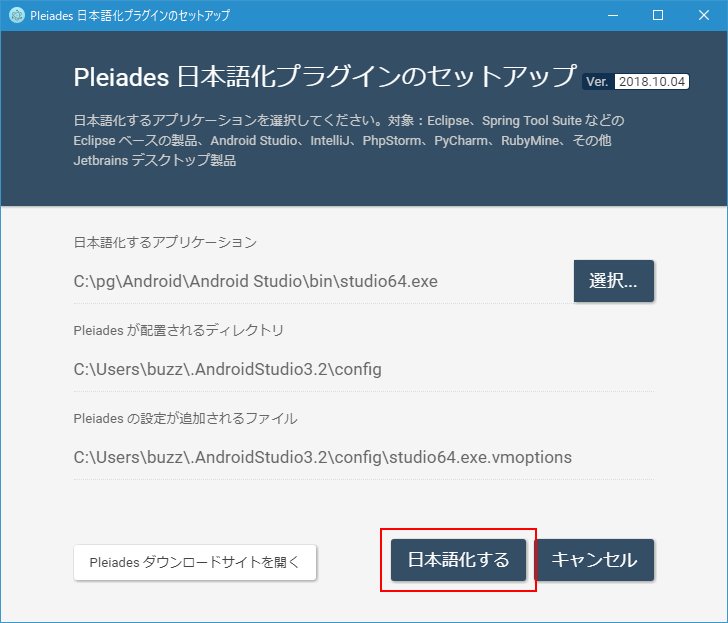 Pleiades 日本語化プラグインのセットアップ
Pleiades 日本語化プラグインのセットアップ Ver. 2018.10.04
日本語化するアプリケーションを選択してください。対象：Eclipse、Spring Tool Suite などの
Eclipse ベースの製品、Android Studio、IntelliJ、PhpStorm、PyCharm、RubyMine、その他
Jetbrains デスクトップ製品
日本語化するアプリケーション
C:\pg\Android\Android Studio\bin\studio64.exe
選択...
Pleiades が配置されるディレクトリ
C:\Users\buzz\.AndroidStudio3.2\config
Pleiades の設定が追加されるファイル
C:\Users\buzz\.AndroidStudio3.2\config\studio64.exe.vmoptions
Pleiades ダウンロードサイトを開く
日本語化する
キャンセル